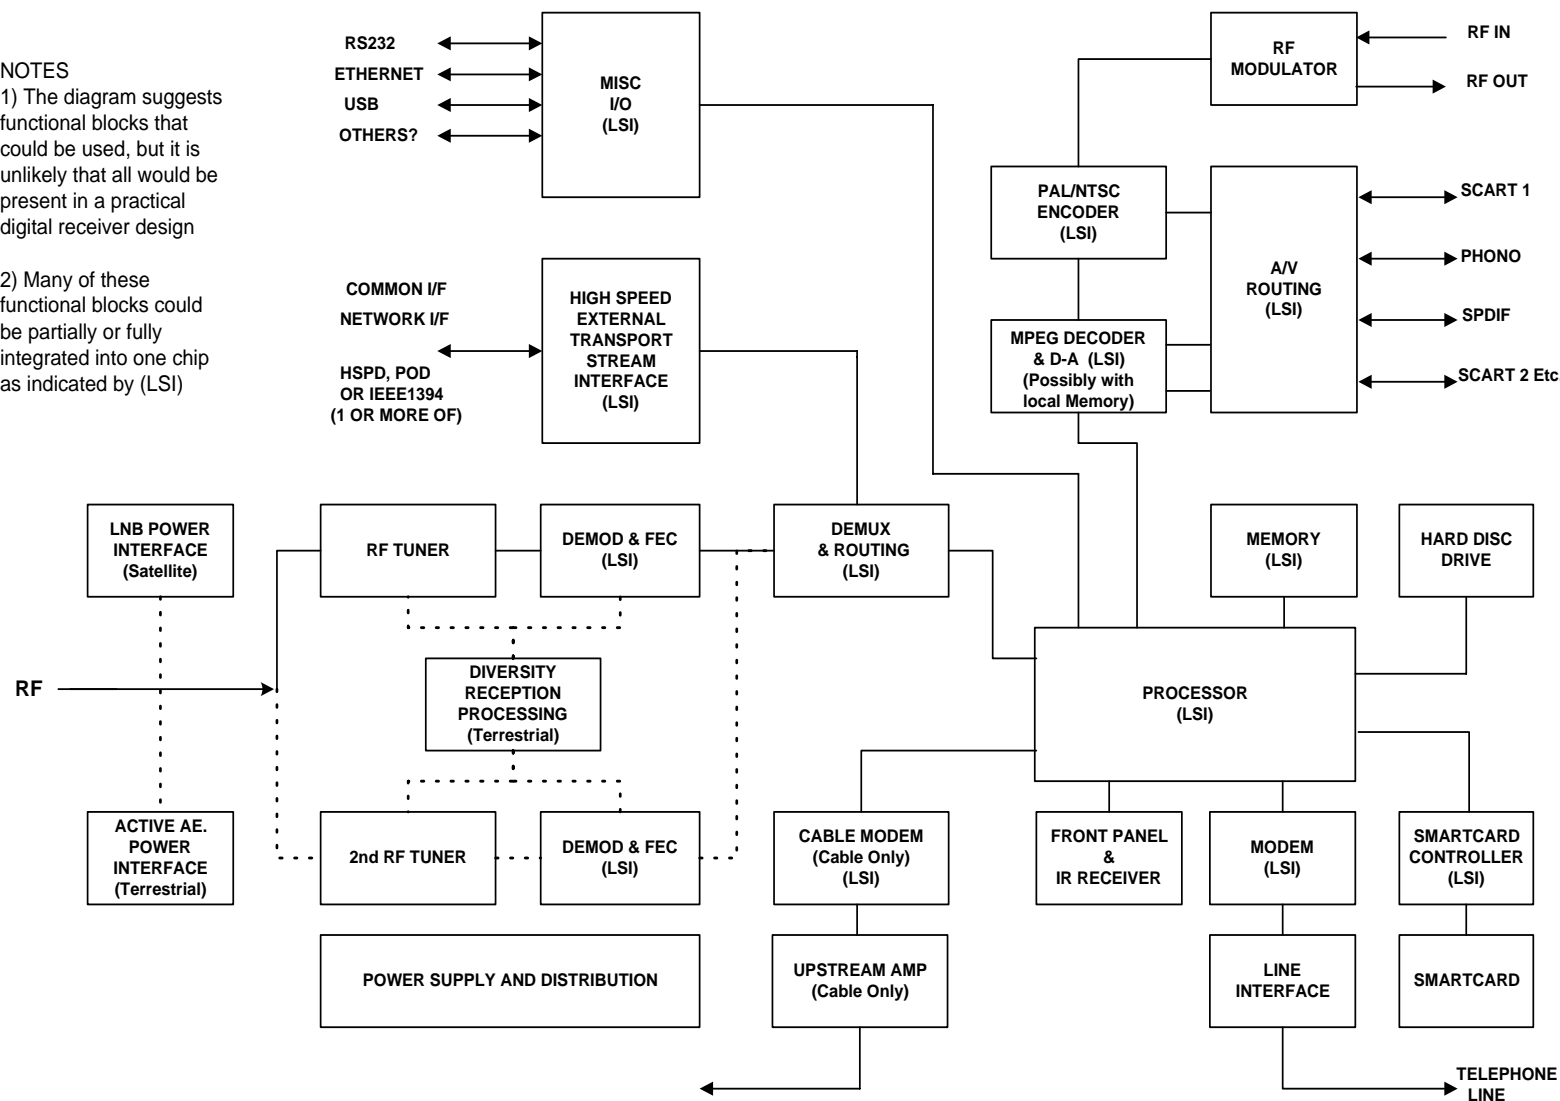 NOTES
1) The diagram suggests
functional blocks that
could be used, but it is
unlikely that all would be
present in a practical
digital receiver design
2) Many of these
functional blocks could
be partially or fully
integrated into one chip
as indicated by (LSI)
RS232
ETHERNET
USB
OTHERS?
MISC
I/O
(LSI)
RF
MODULATOR
RF IN
RF OUT
PAL/NTSC
ENCODER
(LSI)
A/V
ROUTING
(LSI)
SCART 1
PHONO
SPDIF
SCART 2 Etc
COMMON I/F
NETWORK I/F
HSPD, POD
OR IEEE1394
(1 OR MORE OF)
HIGH SPEED
EXTERNAL
TRANSPORT
STREAM
INTERFACE
(LSI)
MPEG DECODER
& D-A (LSI)
(Possibly with
local Memory)
LNB POWER
INTERFACE
(Satellite)
RF TUNER
DEMOD & FEC
(LSI)
DEMUX
& ROUTING
(LSI)
MEMORY
(LSI)
HARD DISC
DRIVE
RF
DIVERSITY
RECEPTION
PROCESSING
(Terrestrial)
PROCESSOR
(LSI)
ACTIVE AE.
POWER
INTERFACE
(Terrestrial)
2nd RF TUNER
DEMOD & FEC
(LSI)
CABLE MODEM
(Cable Only)
(LSI)
FRONT PANEL
&
IR RECEIVER
MODEM
(LSI)
SMARTCARD
CONTROLLER
(LSI)
POWER SUPPLY AND DISTRIBUTION
UPSTREAM AMP
(Cable Only)
LINE
INTERFACE
SMARTCARD
TELEPHONE
LINE